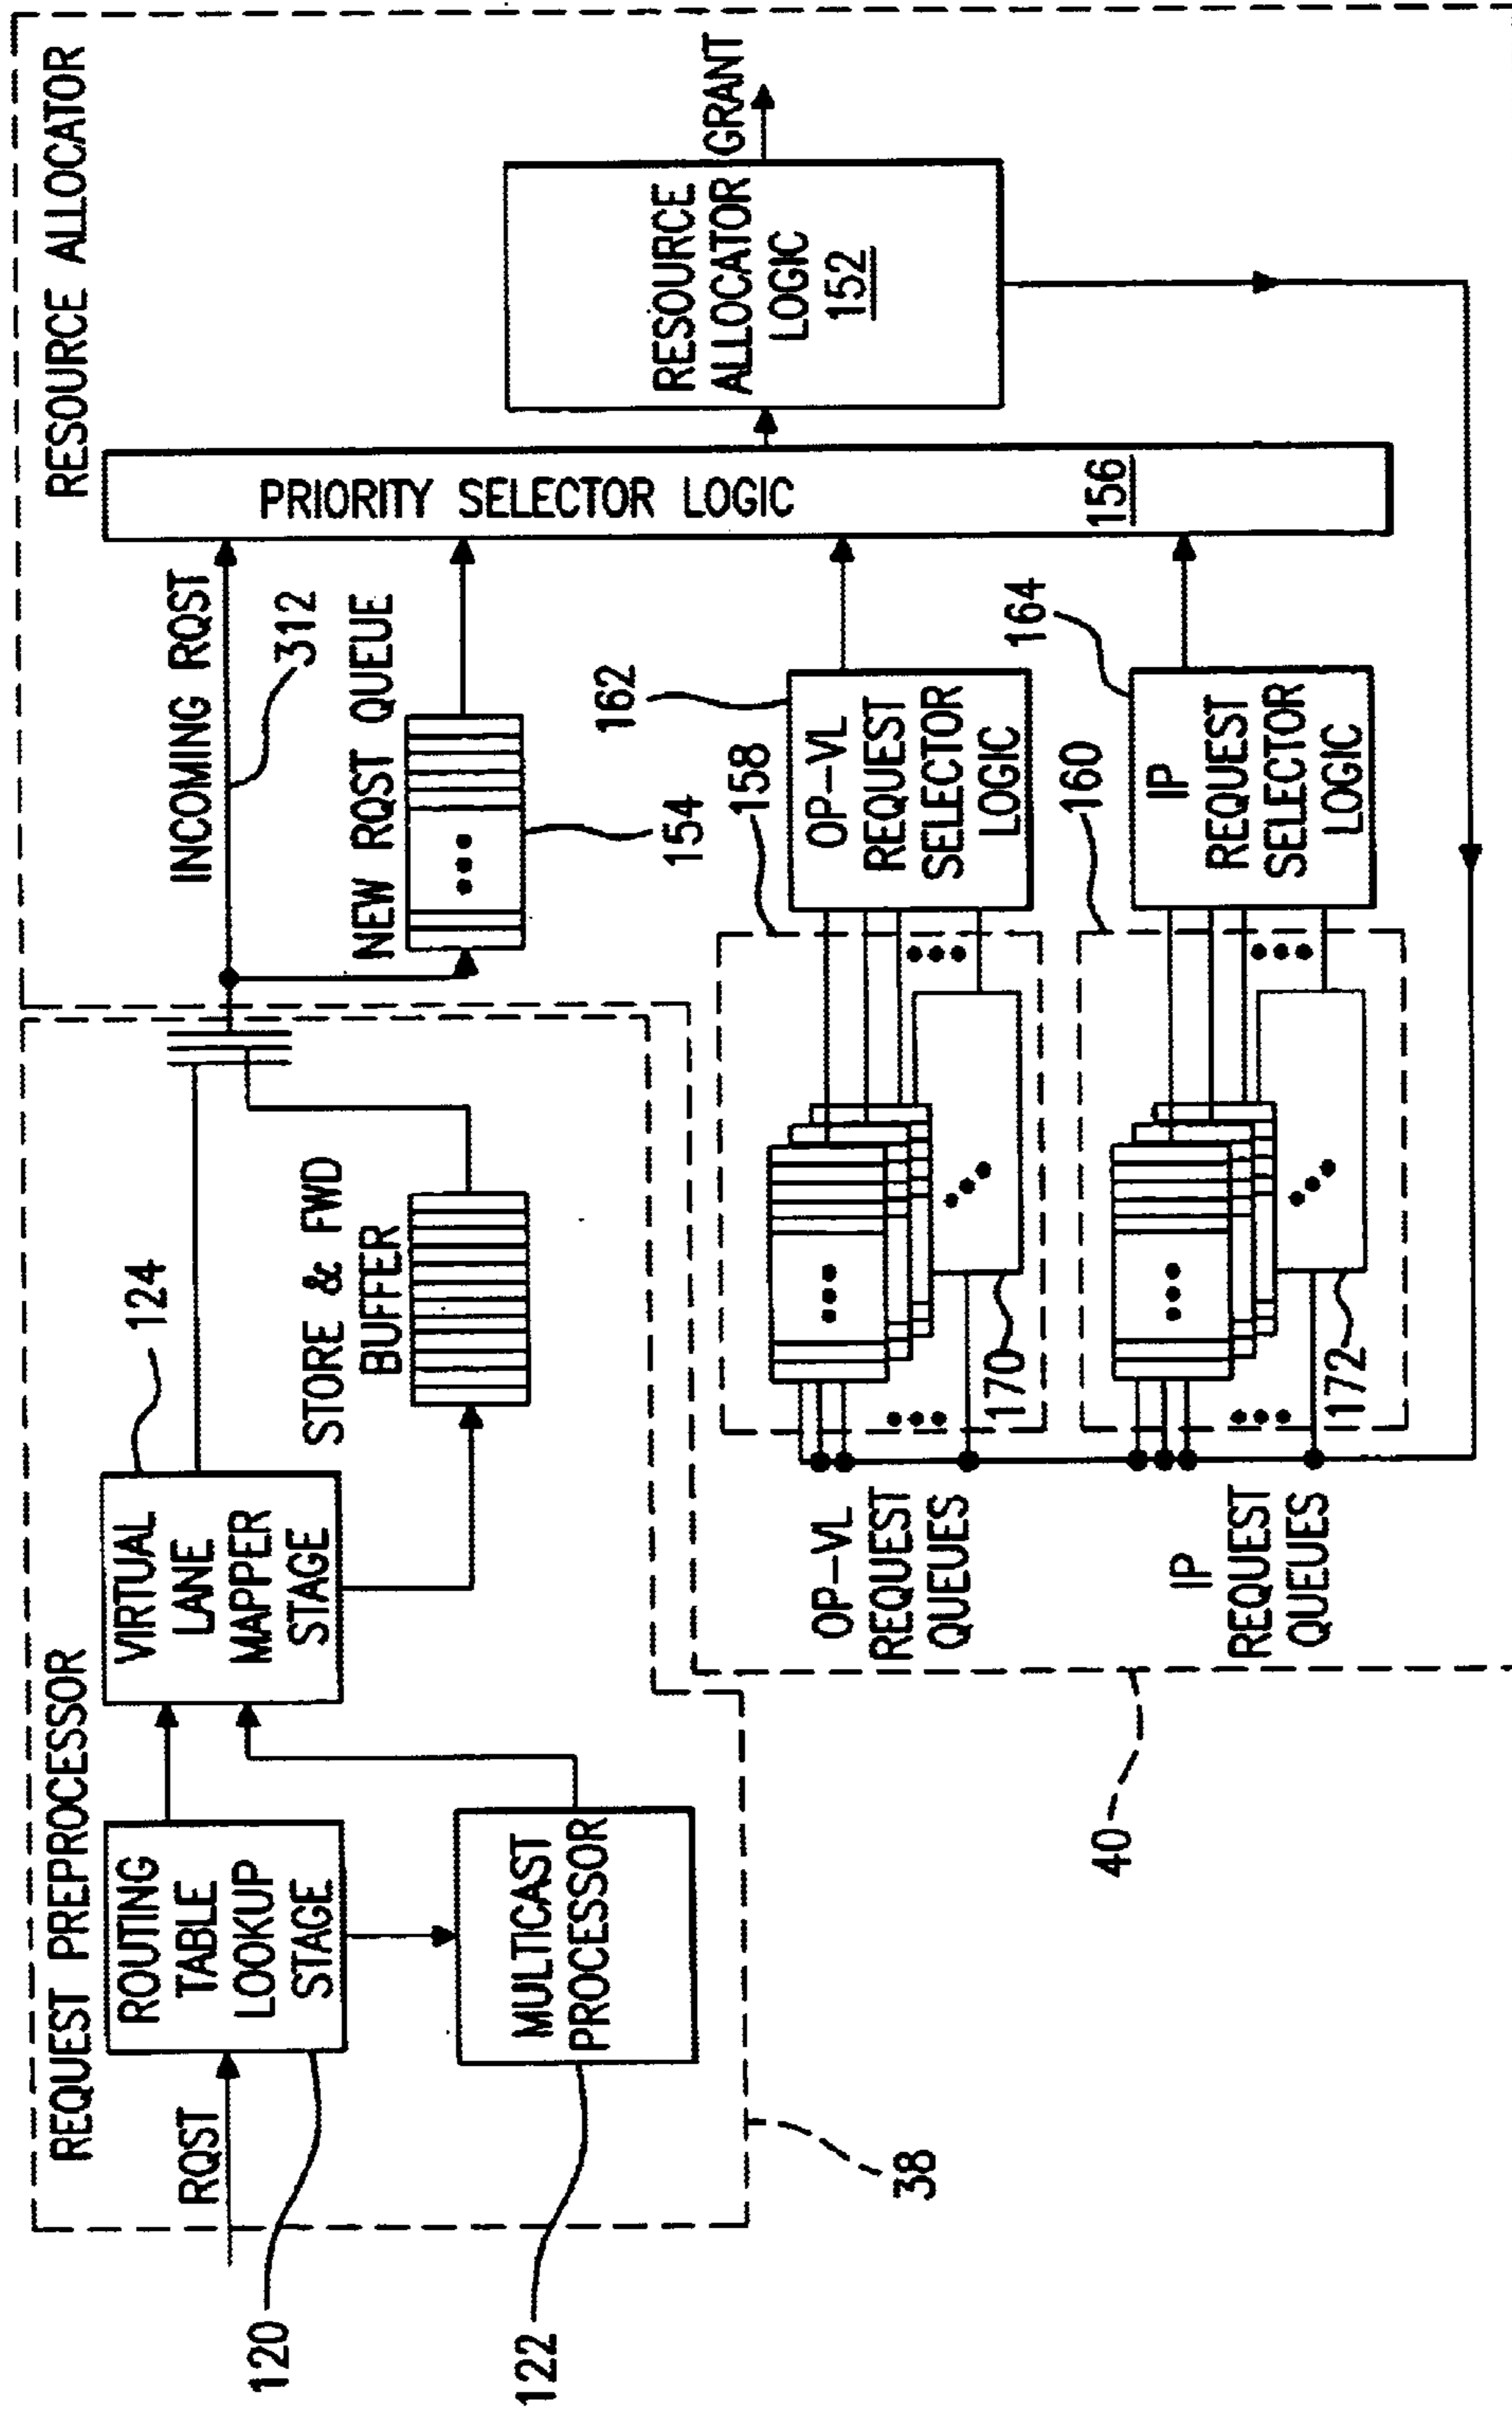 REQUEST PREPROCESSOR
RQST
ROUTING
TABLE
LOOKUP
STAGE
120
MULTICAST
PROCESSOR
122
VIRTUAL
LANE
MAPPER
STAGE
124
STORE & FWD
BUFFER
38
RESOURCE ALLOCATOR
INCOMING RQST
312
NEW RQST QUEUE
154
PRIORITY SELECTOR LOGIC
156
RESOURCE
ALLOCATOR
LOGIC
152
GRANT
OP-VL
REQUEST
QUEUES
158
170
OP-VL
REQUEST
SELECTOR
LOGIC
162
IP
REQUEST
QUEUES
160
172
IP
REQUEST
SELECTOR
LOGIC
164
40